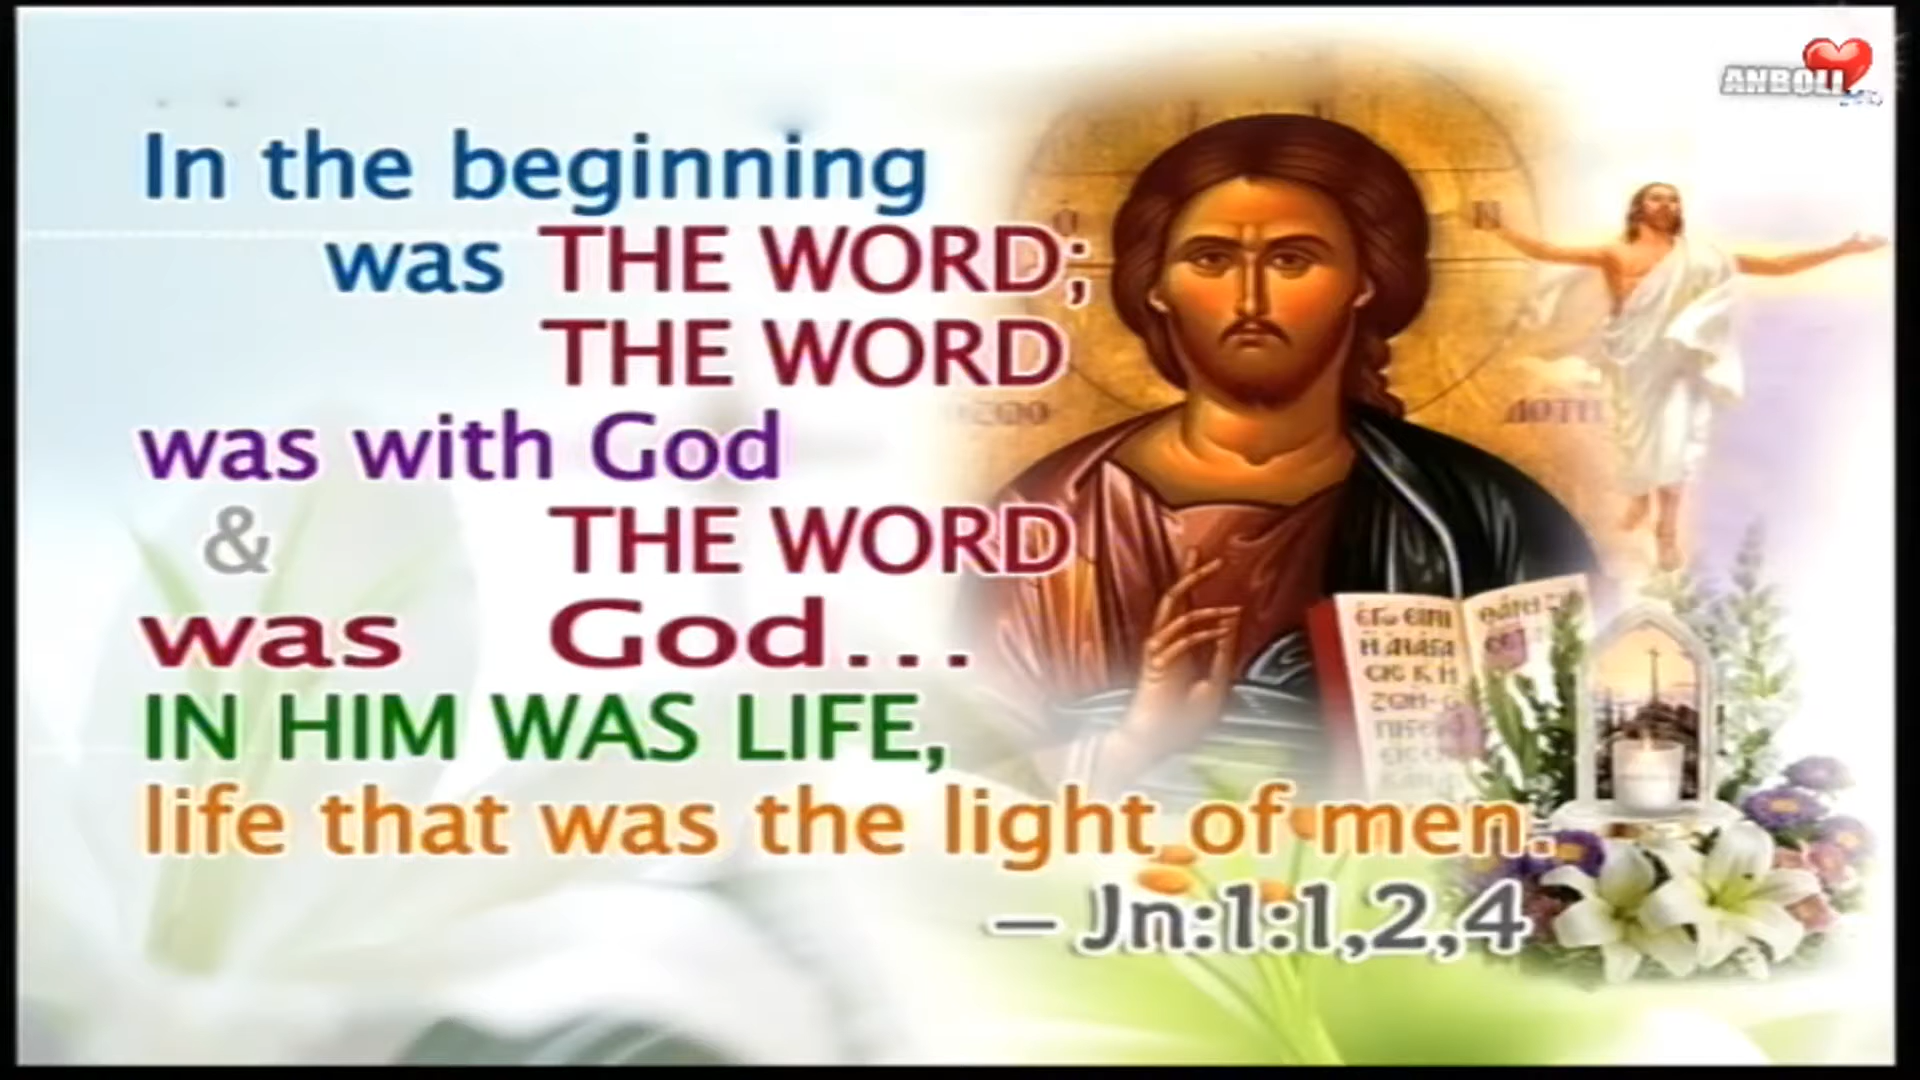 ANBOLI
In the beginning
was THE WORD;
THE WORD
was with God
& THE WORD
was God...
IN HIM WAS LIFE,
life that was the light of men.
– Jn:1:1,2,4